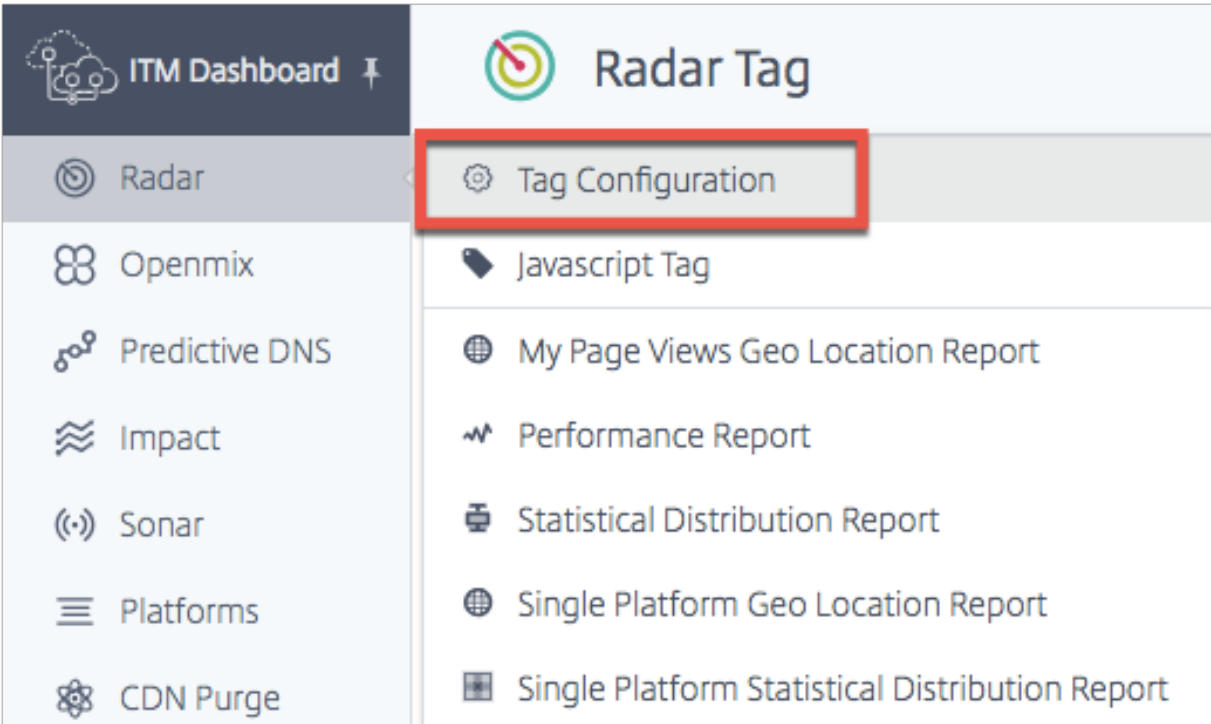 ITM Dashboard
Radar Tag
Radar
Openmix
Predictive DNS
Impact
Sonar
Platforms
CDN Purge
Tag Configuration
Javascript Tag
My Page Views Geo Location Report
Performance Report
Statistical Distribution Report
Single Platform Geo Location Report
Single Platform Statistical Distribution Report